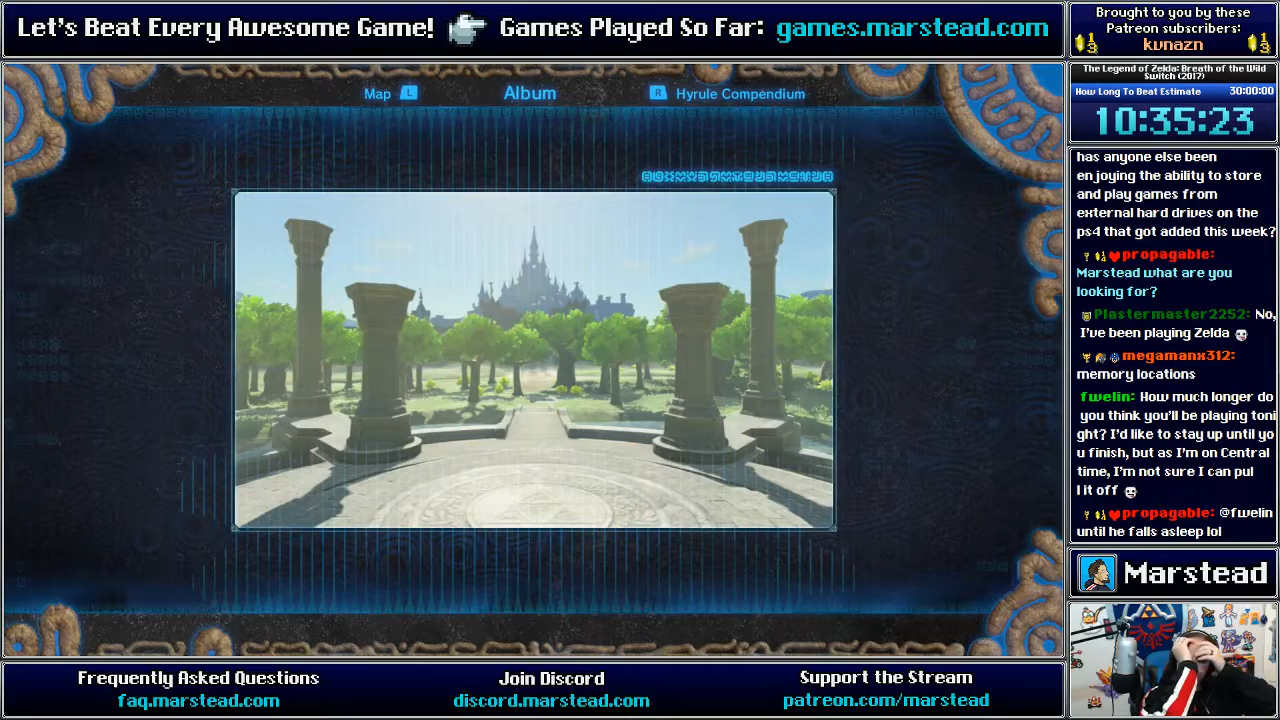 Let's Beat Every Awesome Game!
Games Played So Far: games.marstead.com
Brought to you by these
Patreon subscribers:
kvnazn
Map L
Album
R Hyrule Compendium
The Legend of Zelda: Breath of the Wild
Switch (2017)
How Long To Beat Estimate 30:00:00
10:35:23
has anyone else been
enjoying the ability to store
and play games from
external hard drives on the
ps4 that got added this week?
propagable:
Marstead what are you
looking for?
Plastermaster2252: No,
I've been playing Zelda
megamanx312:
memory locations
fwelin: How much longer do
you think you'll be playing toni
ght? I'd like to stay up until yo
u finish, but as I'm on Central
time, I'm not sure I can pul
l it off
propagable: @fwelin
until he falls asleep lol
Marstead
Frequently Asked Questions
faq.marstead.com
Join Discord
discord.marstead.com
Support the Stream
patreon.com/marstead